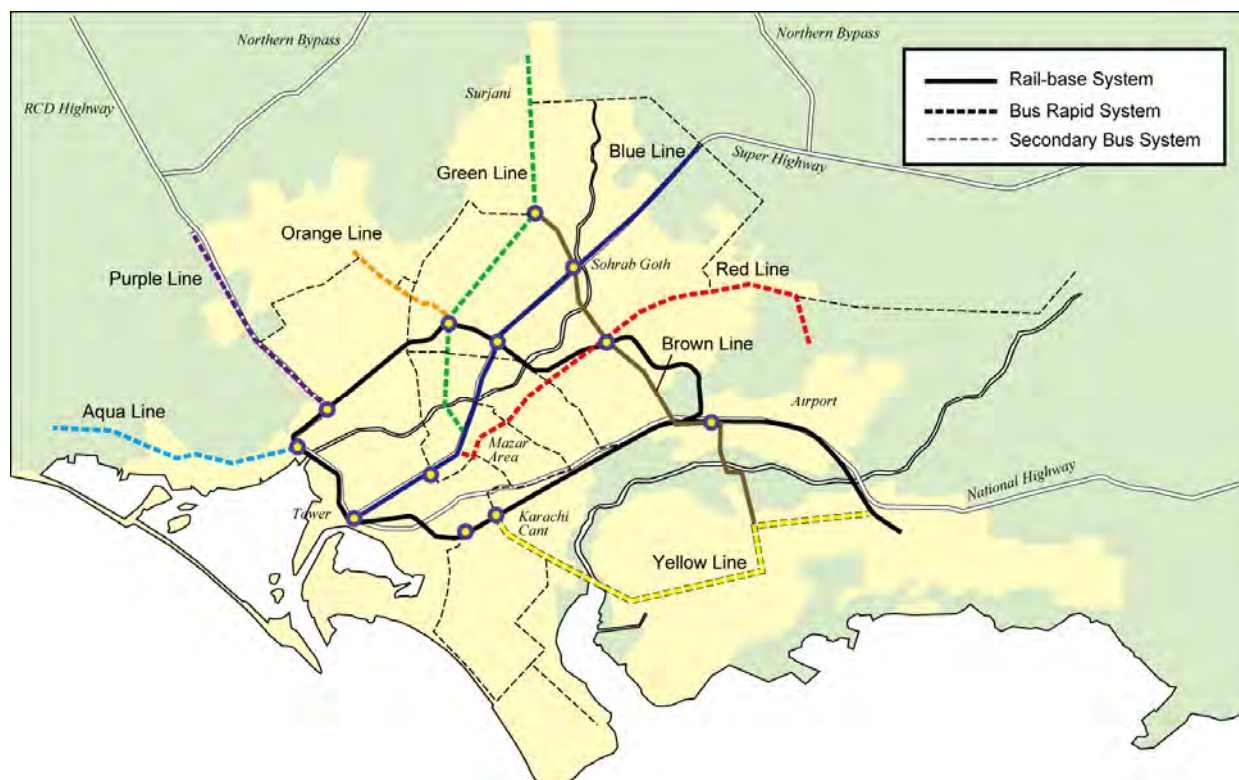 Northern Bypass
Northern Bypass
RCD Highway
Surjani
Rail-base System
Bus Rapid System
Secondary Bus System
Blue Line
Super Highway
Green Line
Orange Line
Sohrab Goth
Red Line
Purple Line
Brown Line
Aqua Line
Airport
Mazar
Area
National Highway
Tower
Karachi
Cant
Yellow Line